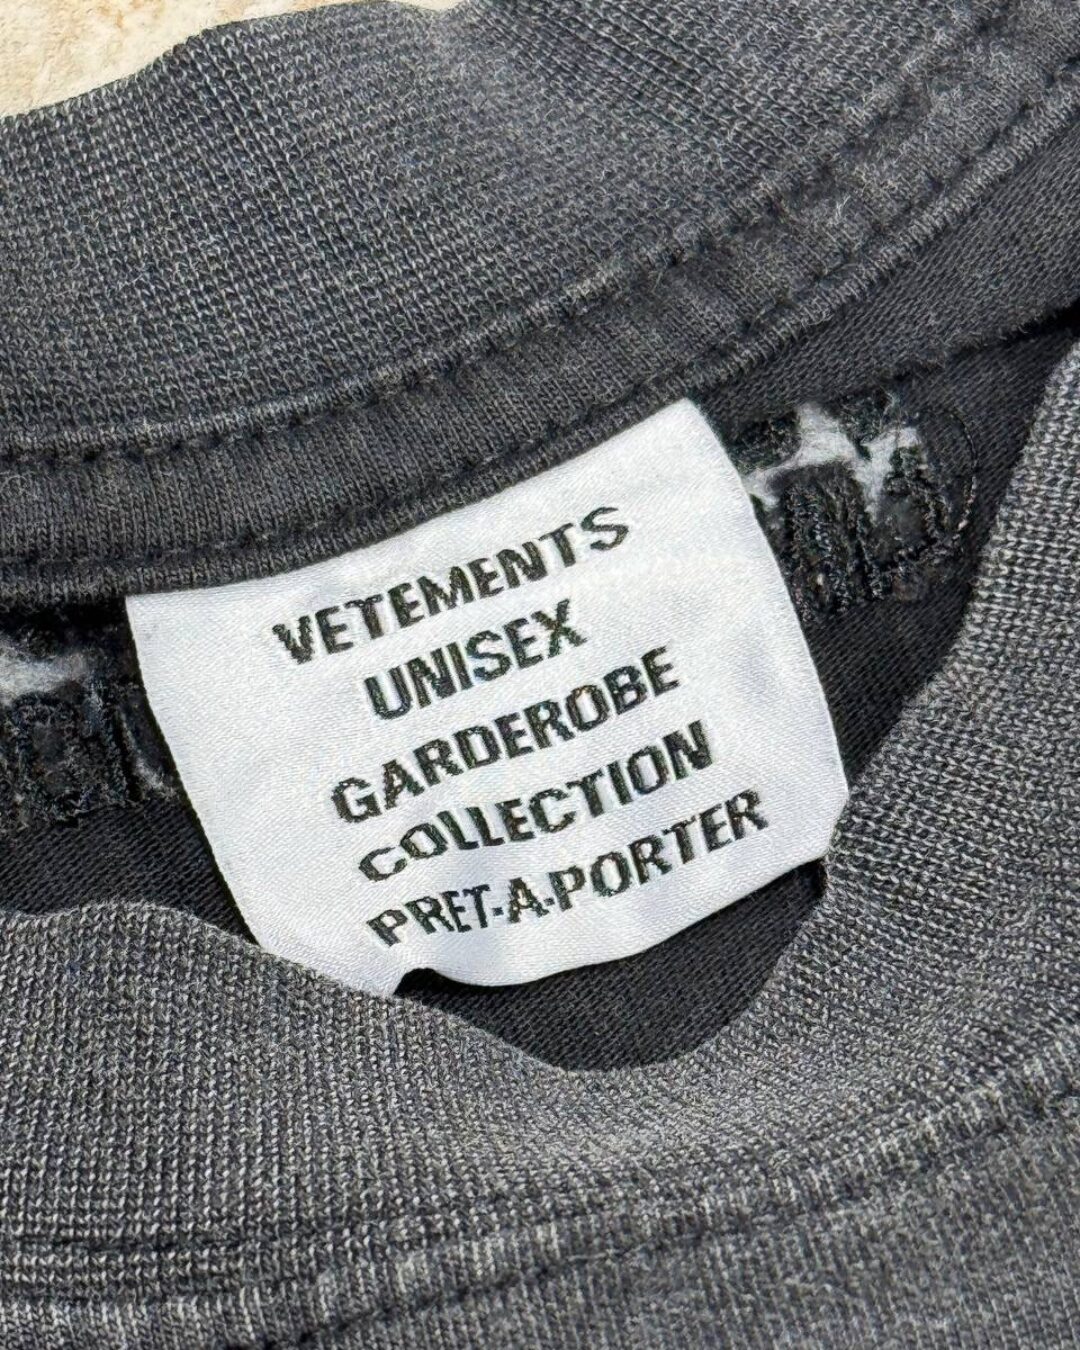 VETEMENTS
UNISEX
GARDEROBE
COLLECTION
PRET-A-PORTER